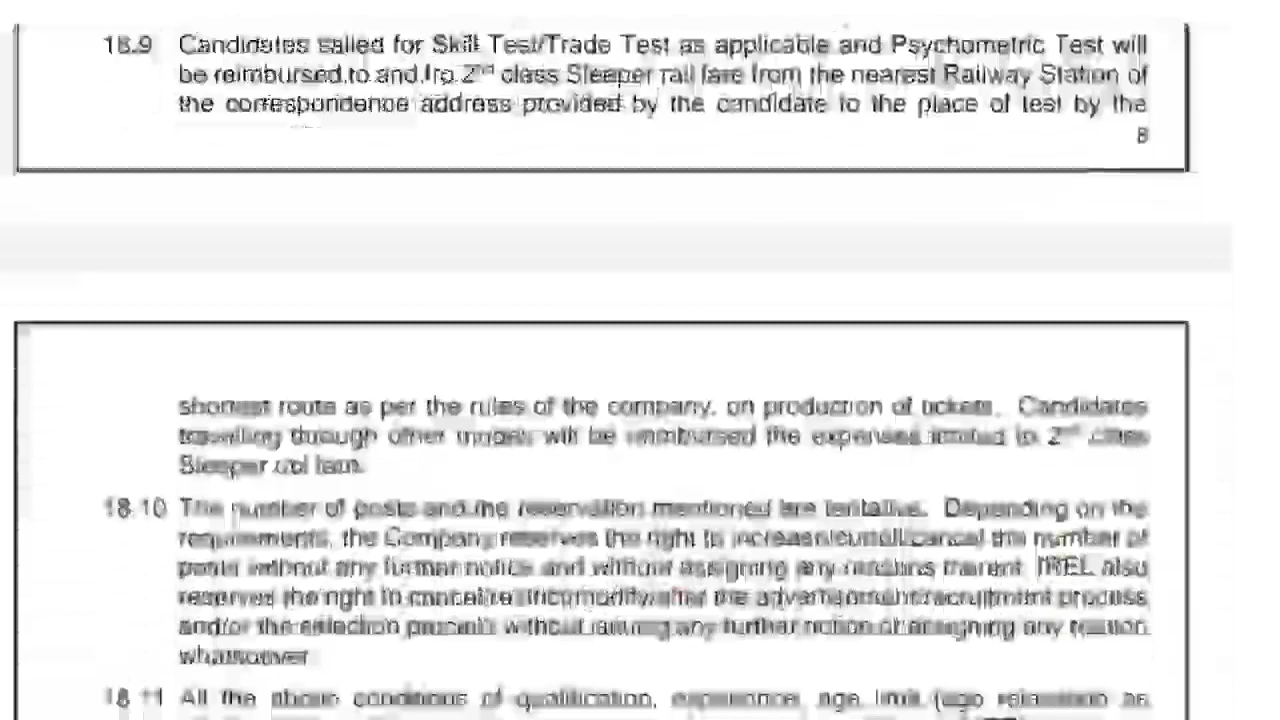 18.9 Candidates called for Skill Test/Trade Test as applicable and Psychometric Test will
be reimbursed to and fro 2nd class Sleeper rail fare from the nearest Railway Station of
the correspondence address provided by the candidate to the place of test by the
8
shortest route as per the rules of the company, on production of tickets. Candidates
travelling through other modes will be reimbursed the expenses limited to 2nd class
Sleeper rail fare.
18.10 The number of posts and the reservation mentioned are tentative. Depending on the
requirements, the Company reserves the right to increase/curtail/cancel the number of
posts without any further notice and without assigning any reasons thereof. IREL also
reserves the right to cancel/ the advertisement/recruitment process
and/or the selection process without issuing any further notice or assigning any reason
whatsoever.
18.11 All the above conditions of qualification, experience, age limit (age relaxation as